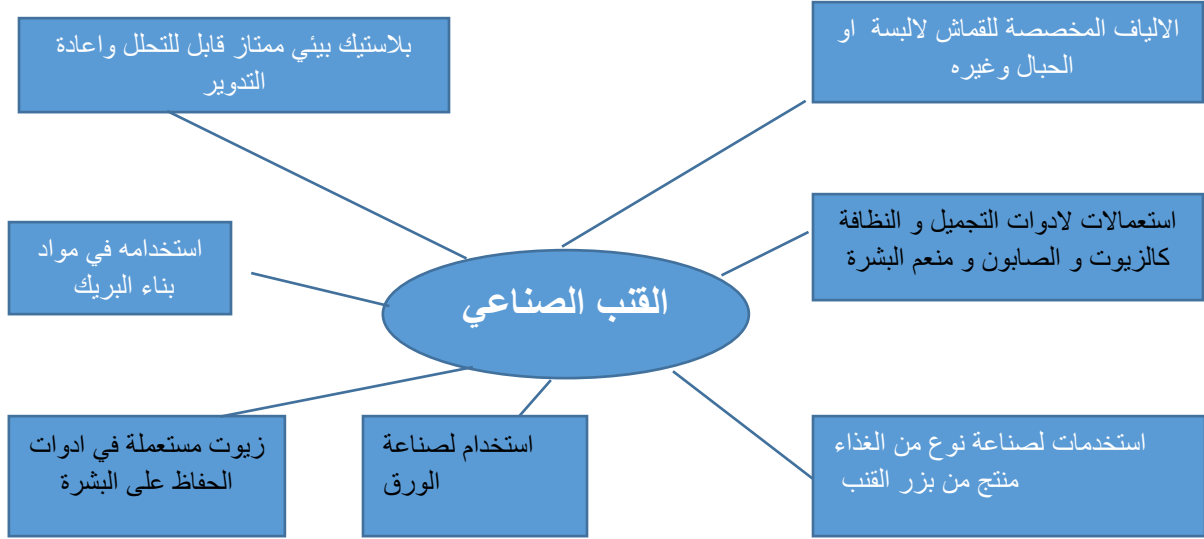 الالياف المخصصة للقماش لالبسة او
الحبال وغيره
بلاستيك بيئي ممتاز قابل للتحلل واعادة
التدوير
استعمالات لادوات التجميل و النظافة
كالزيوت و الصابون و منعم البشرة
استخدامه في مواد
بناء البريك
القنب الصناعي
استخدمات لصناعة نوع من الغذاء
منتج من بزر القنب
استخدام لصناعة
الورق
زيوت مستعملة في ادوات
الحفاظ على البشرة